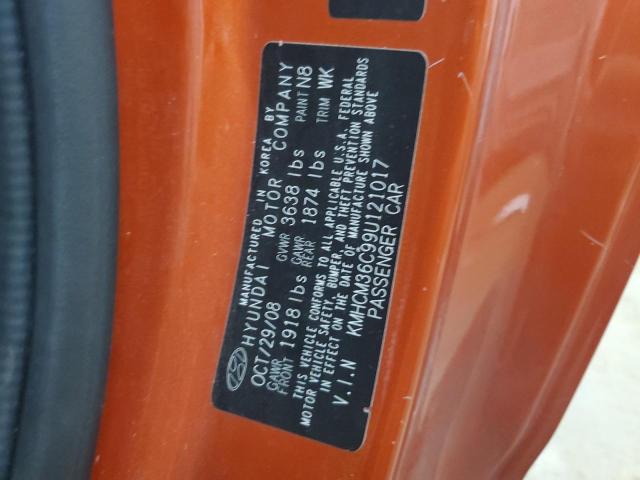 MANUFACTURED IN KOREA BY
HYUNDAI MOTOR COMPANY
OCT/29/08 GVWR 3638 lbs PAINT N8
GAWR FRONT 1918 lbs GAWR REAR 1874 lbs TRIM WK
THIS VEHICLE CONFORMS TO ALL APPLICABLE U.S.A. FEDERAL
MOTOR VEHICLE SAFETY, BUMPER, AND THEFT PREVENTION STANDARDS
IN EFFECT ON THE DATE OF MANUFACTURE SHOWN ABOVE
V.I.N KMHCM36C99U121017
PASSENGER CAR